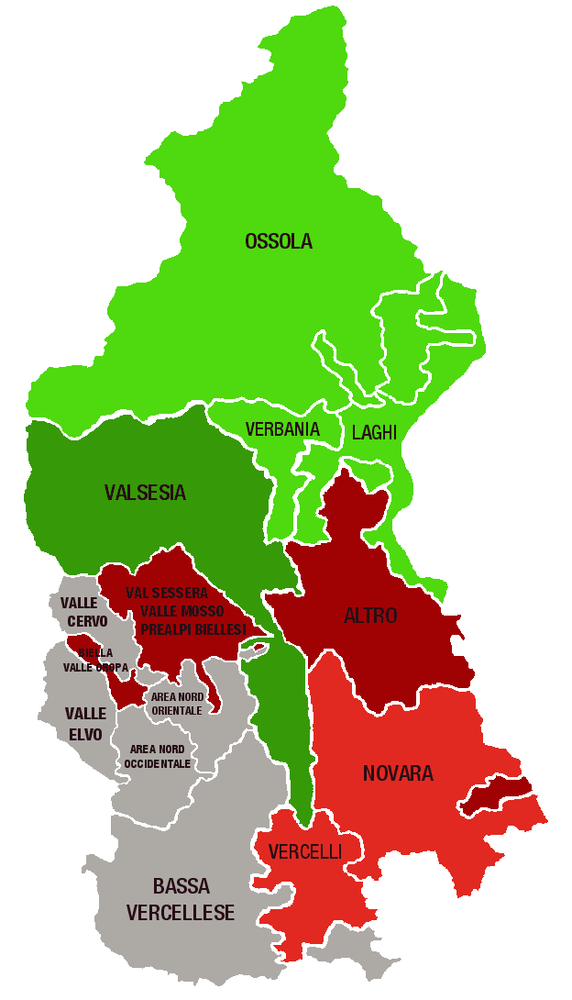 OSSOLA
VERBANIA
LAGHI
VALSESIA
VAL SESSERA
VALLE MOSSO
PREALPI BIELLESI
VALLE
CERVO
ALTRO
BIELLA
VALLE OROPA
AREA NORD
ORIENTALE
VALLE
ELVO
AREA NORD
OCCIDENTALE
NOVARA
VERCELLI
BASSA
VERCELLESE